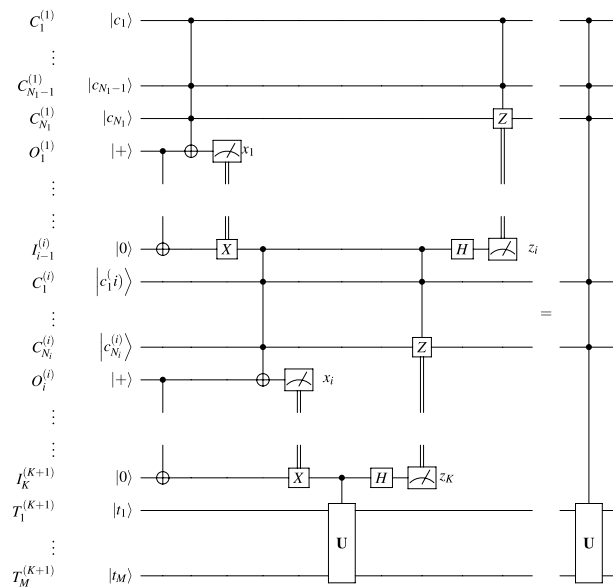 C_1^{(1)} |c_1⟩
⋮
C_{N_1-1}^{(1)} |c_{N_1-1}⟩
C_{N_1}^{(1)} |c_{N_1}⟩ Z
O_1^{(1)} |+⟩ x_1
⋮
⋮
I_{i-1}^{(i)} |0⟩ X H z_i
C_1^{(i)} |c_1^(i)⟩
⋮ =
C_{N_i}^{(i)} |c_{N_i}^{(i)}⟩ Z
O_i^{(i)} |+⟩ x_i
⋮
⋮
I_K^{(K+1)} |0⟩ X H z_K
T_1^{(K+1)} |t_1⟩
⋮ U U
T_M^{(K+1)} |t_M⟩